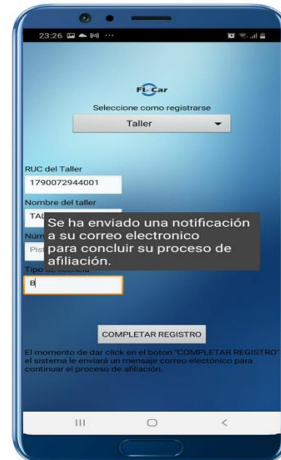 23:26
Fi-Car
Seleccione como registrarse
Taller
RUC del Taller
1790072944001
Nombre del taller
TAL
Se ha enviado una notificación
a su correo electronico
para concluir su proceso de
afiliación.
B
COMPLETAR REGISTRO
El momento de dar click en el boton "COMPLETAR REGISTRO"
el sistema le enviará un mensaje correo electónico para
continuar el proceso de afiliación.